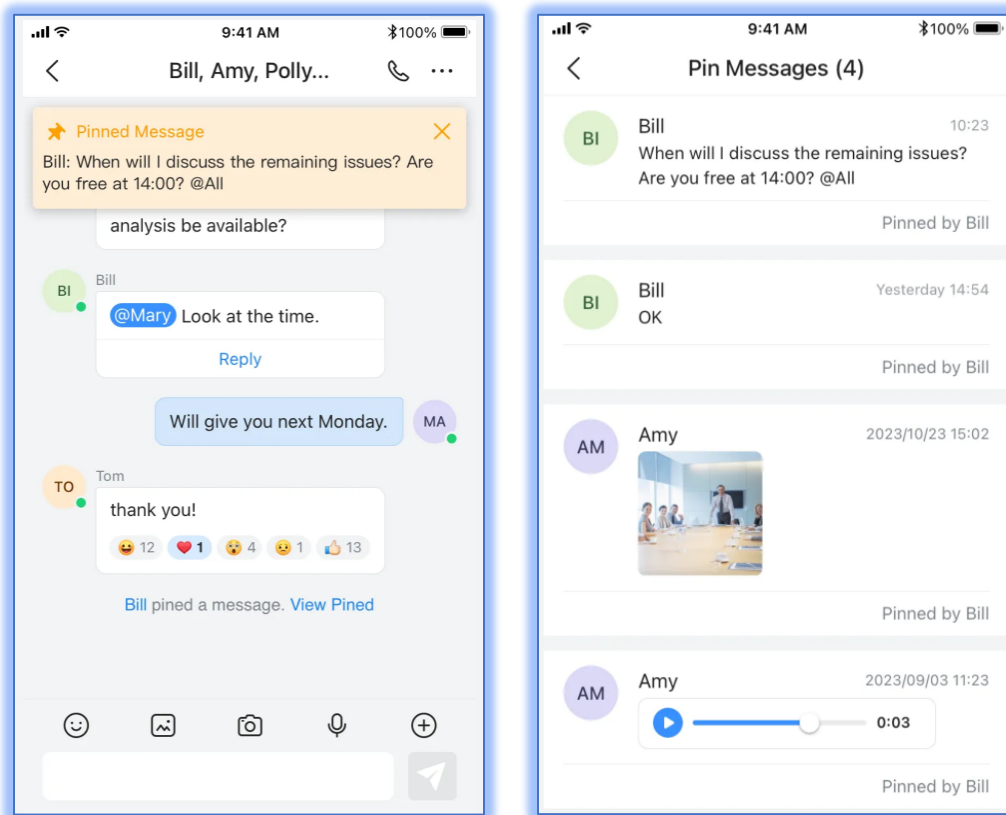 9:41 AM
100%
Bill, Amy, Polly...
Pinned Message
Bill: When will I discuss the remaining issues? Are
you free at 14:00? @All
analysis be available?
BI
Bill
@Mary Look at the time.
Reply
Will give you next Monday.
MA
TO
Tom
thank you!
12 1 4 1 13
Bill pined a message. View Pined
9:41 AM
100%
Pin Messages (4)
BI
Bill
10:23
When will I discuss the remaining issues?
Are you free at 14:00? @All
Pinned by Bill
BI
Bill
Yesterday 14:54
OK
Pinned by Bill
AM
Amy
2023/10/23 15:02
Pinned by Bill
AM
Amy
2023/09/03 11:23
0:03
Pinned by Bill